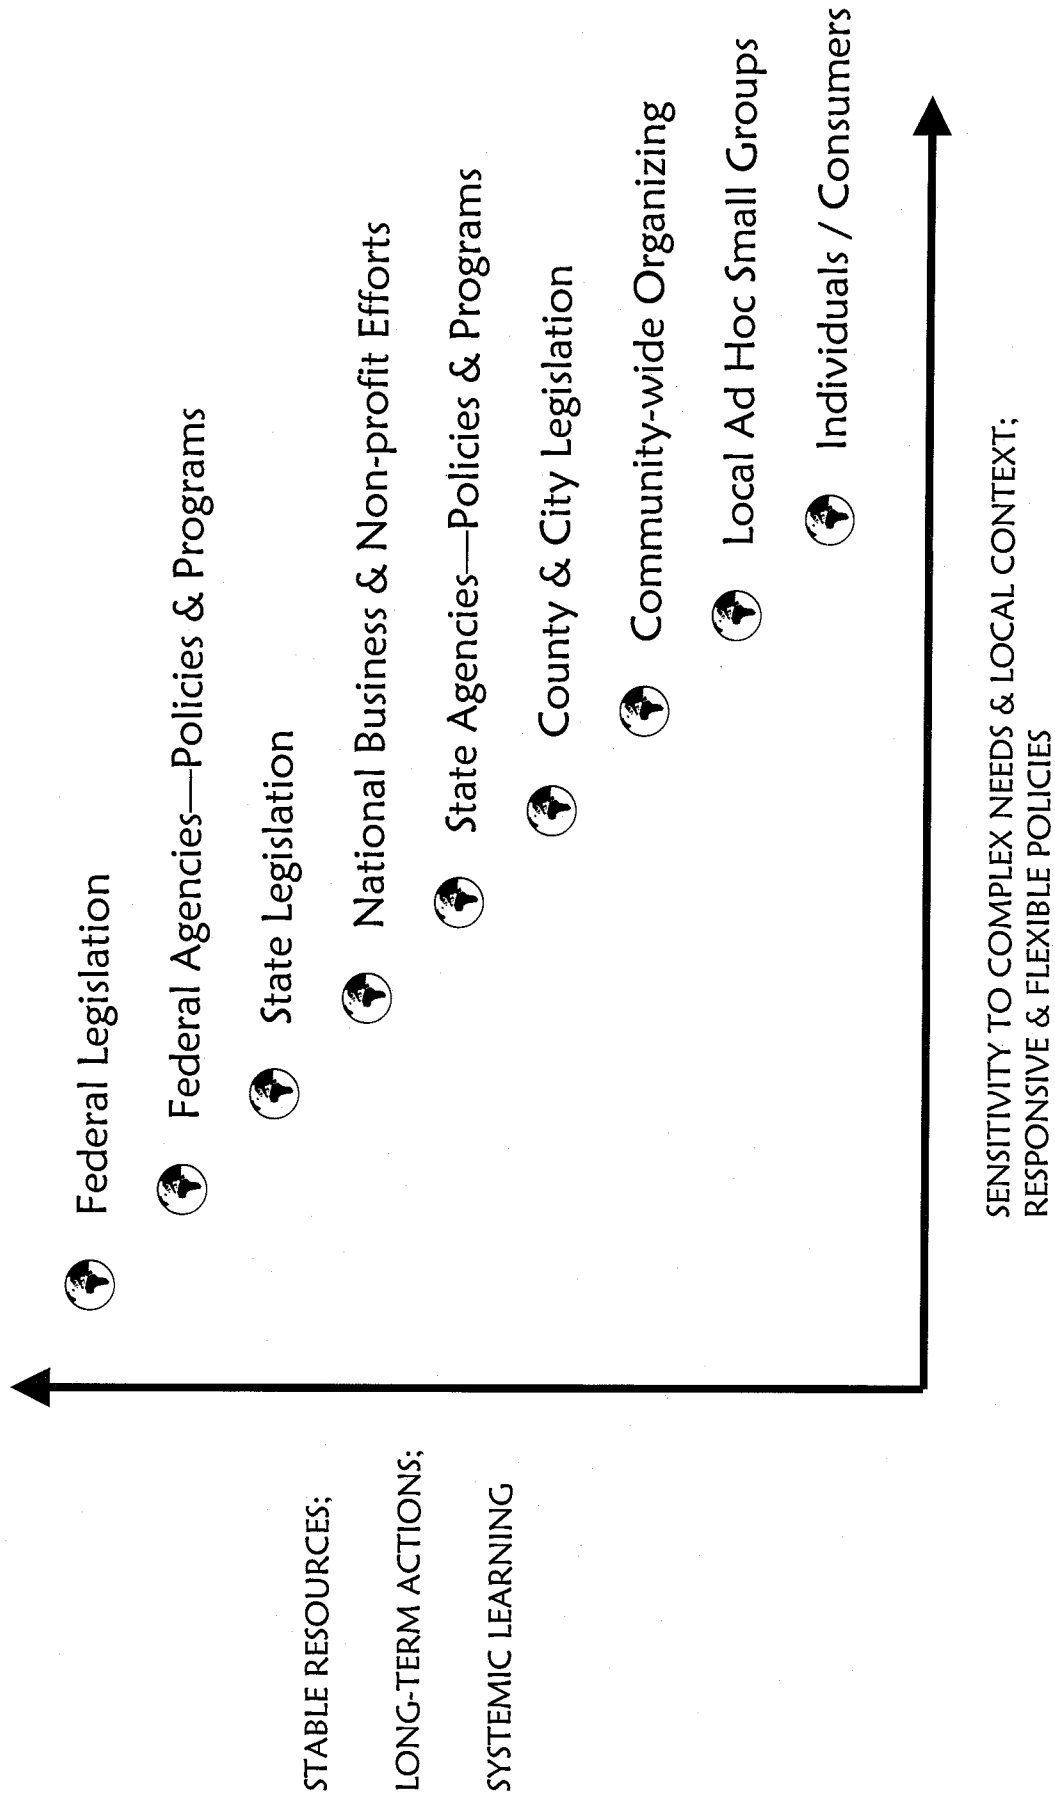 Federal Legislation
Federal Agencies—Policies & Programs
State Legislation
National Business & Non-profit Efforts
State Agencies—Policies & Programs
County & City Legislation
Community-wide Organizing
Local Ad Hoc Small Groups
Individuals / Consumers
STABLE RESOURCES;
LONG-TERM ACTIONS;
SYSTEMIC LEARNING
SENSITIVITY TO COMPLEX NEEDS & LOCAL CONTEXT;
RESPONSIVE & FLEXIBLE POLICIES